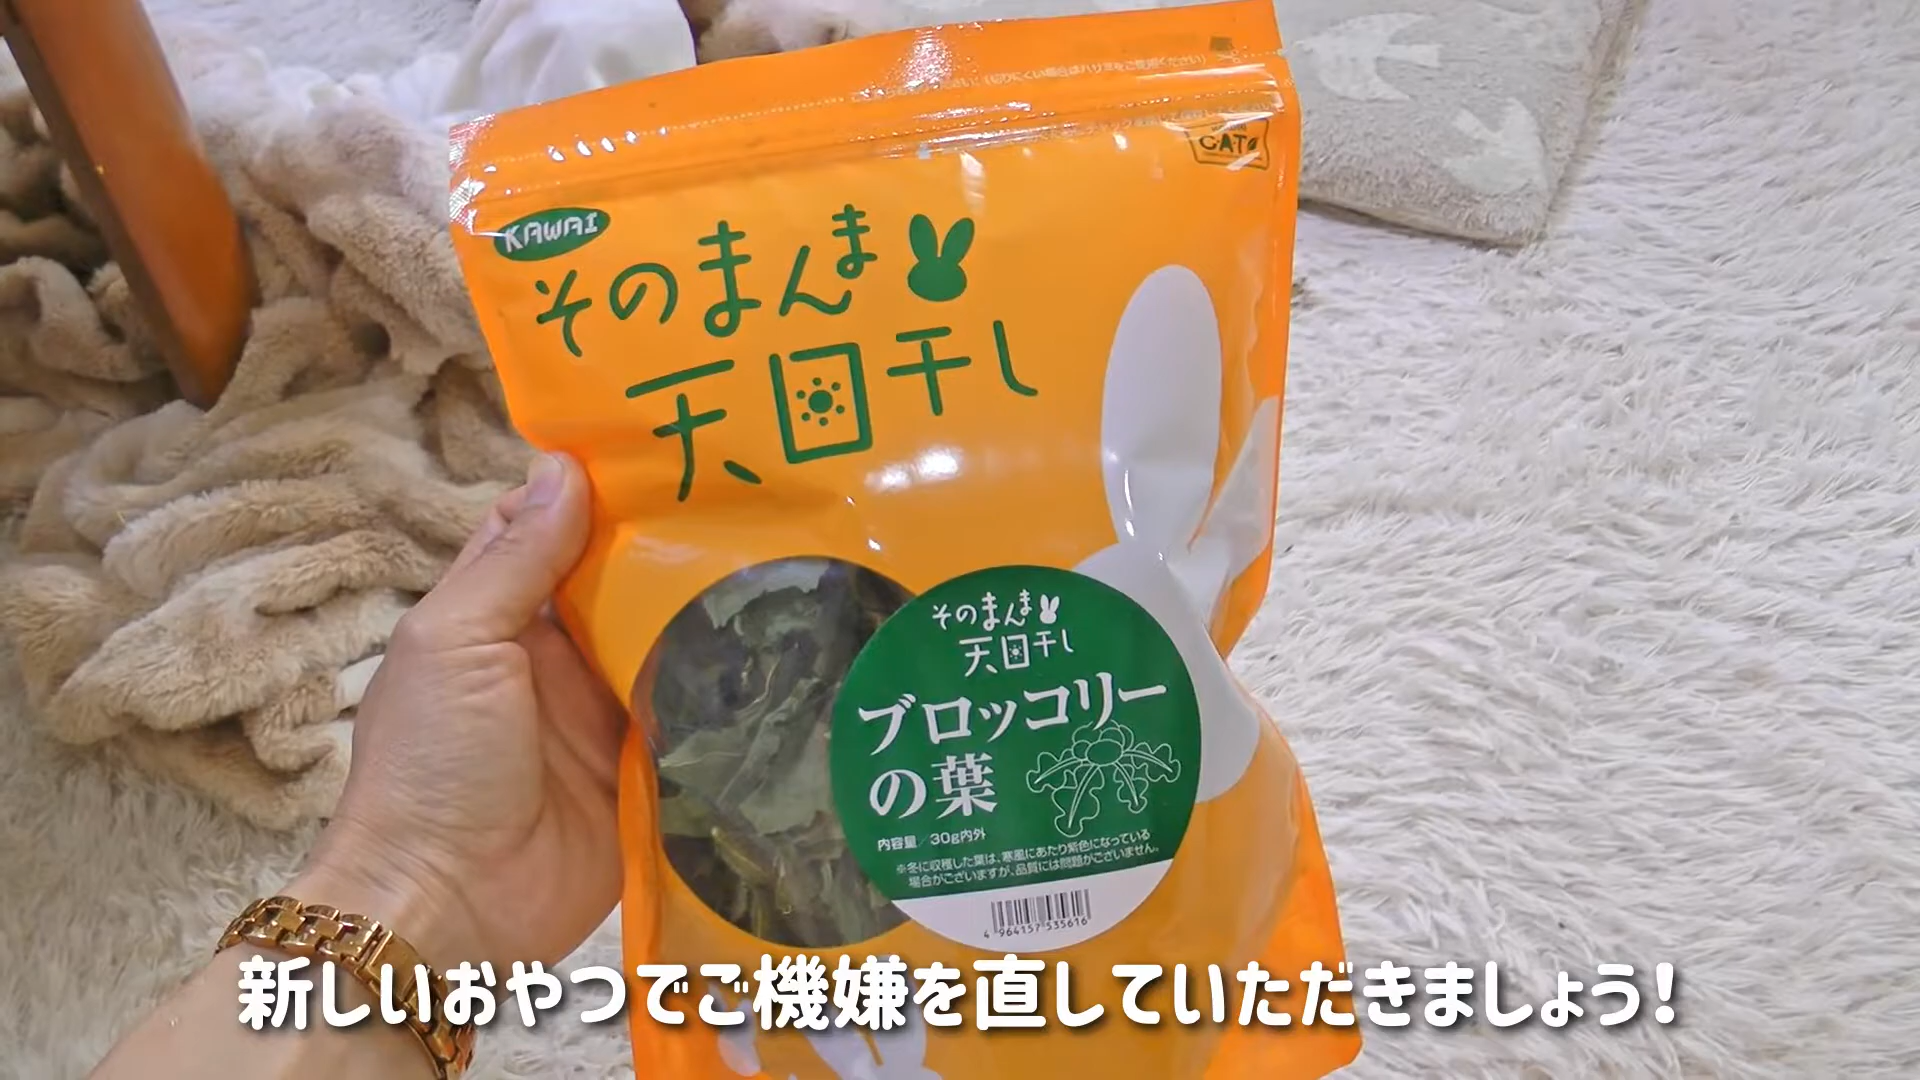 KAWAI
そのまんま
天日干し
そのまんま
天日干し
ブロッコリー
の葉
内容量/30g内外
※冬に収穫した葉は、寒風にあたり紫色になっている
場合がございますが、品質には問題がございません。
4 964157 535616
新しいおやつでご機嫌を直していただきましょう!